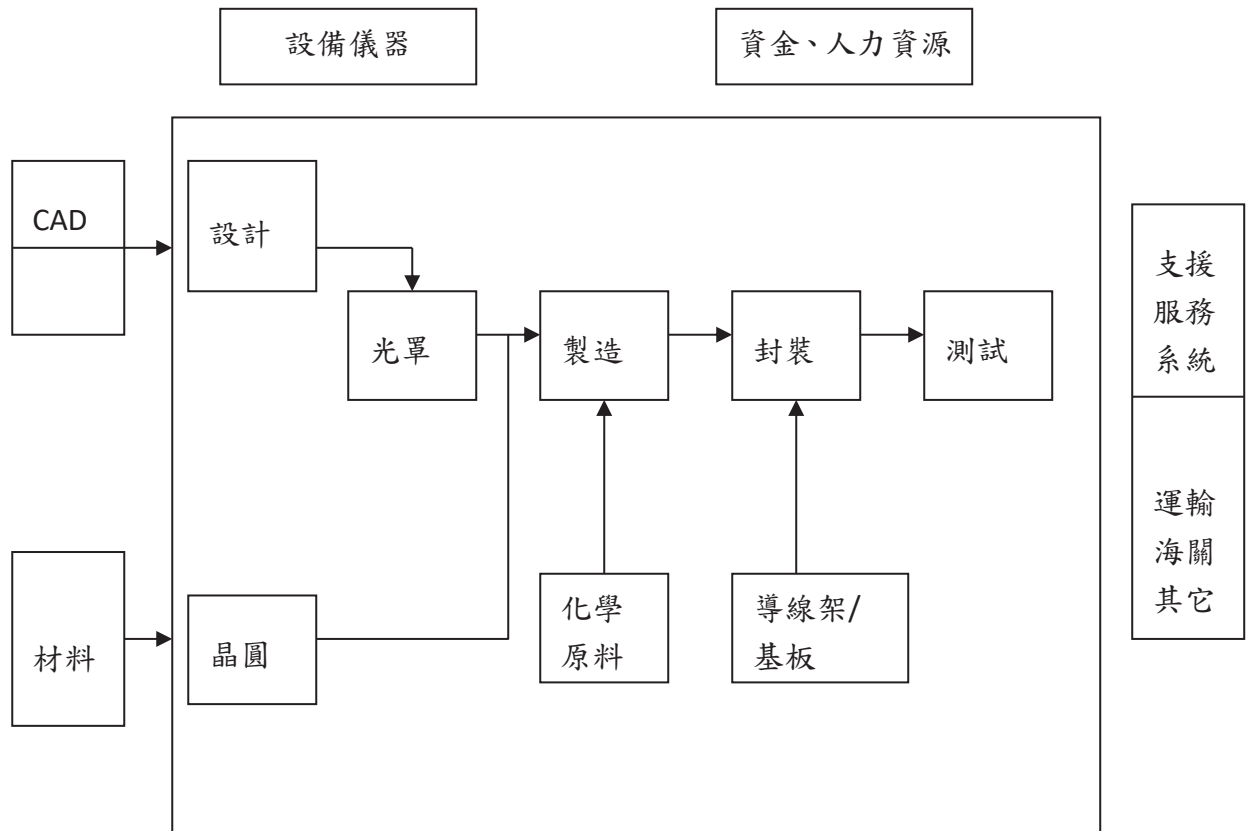 設備儀器
資金、人力資源
CAD
設計
支援
服務
系統
光罩
製造
封裝
測試
運輸
海關
其它
材料
晶圓
化學
原料
導線架/
基板